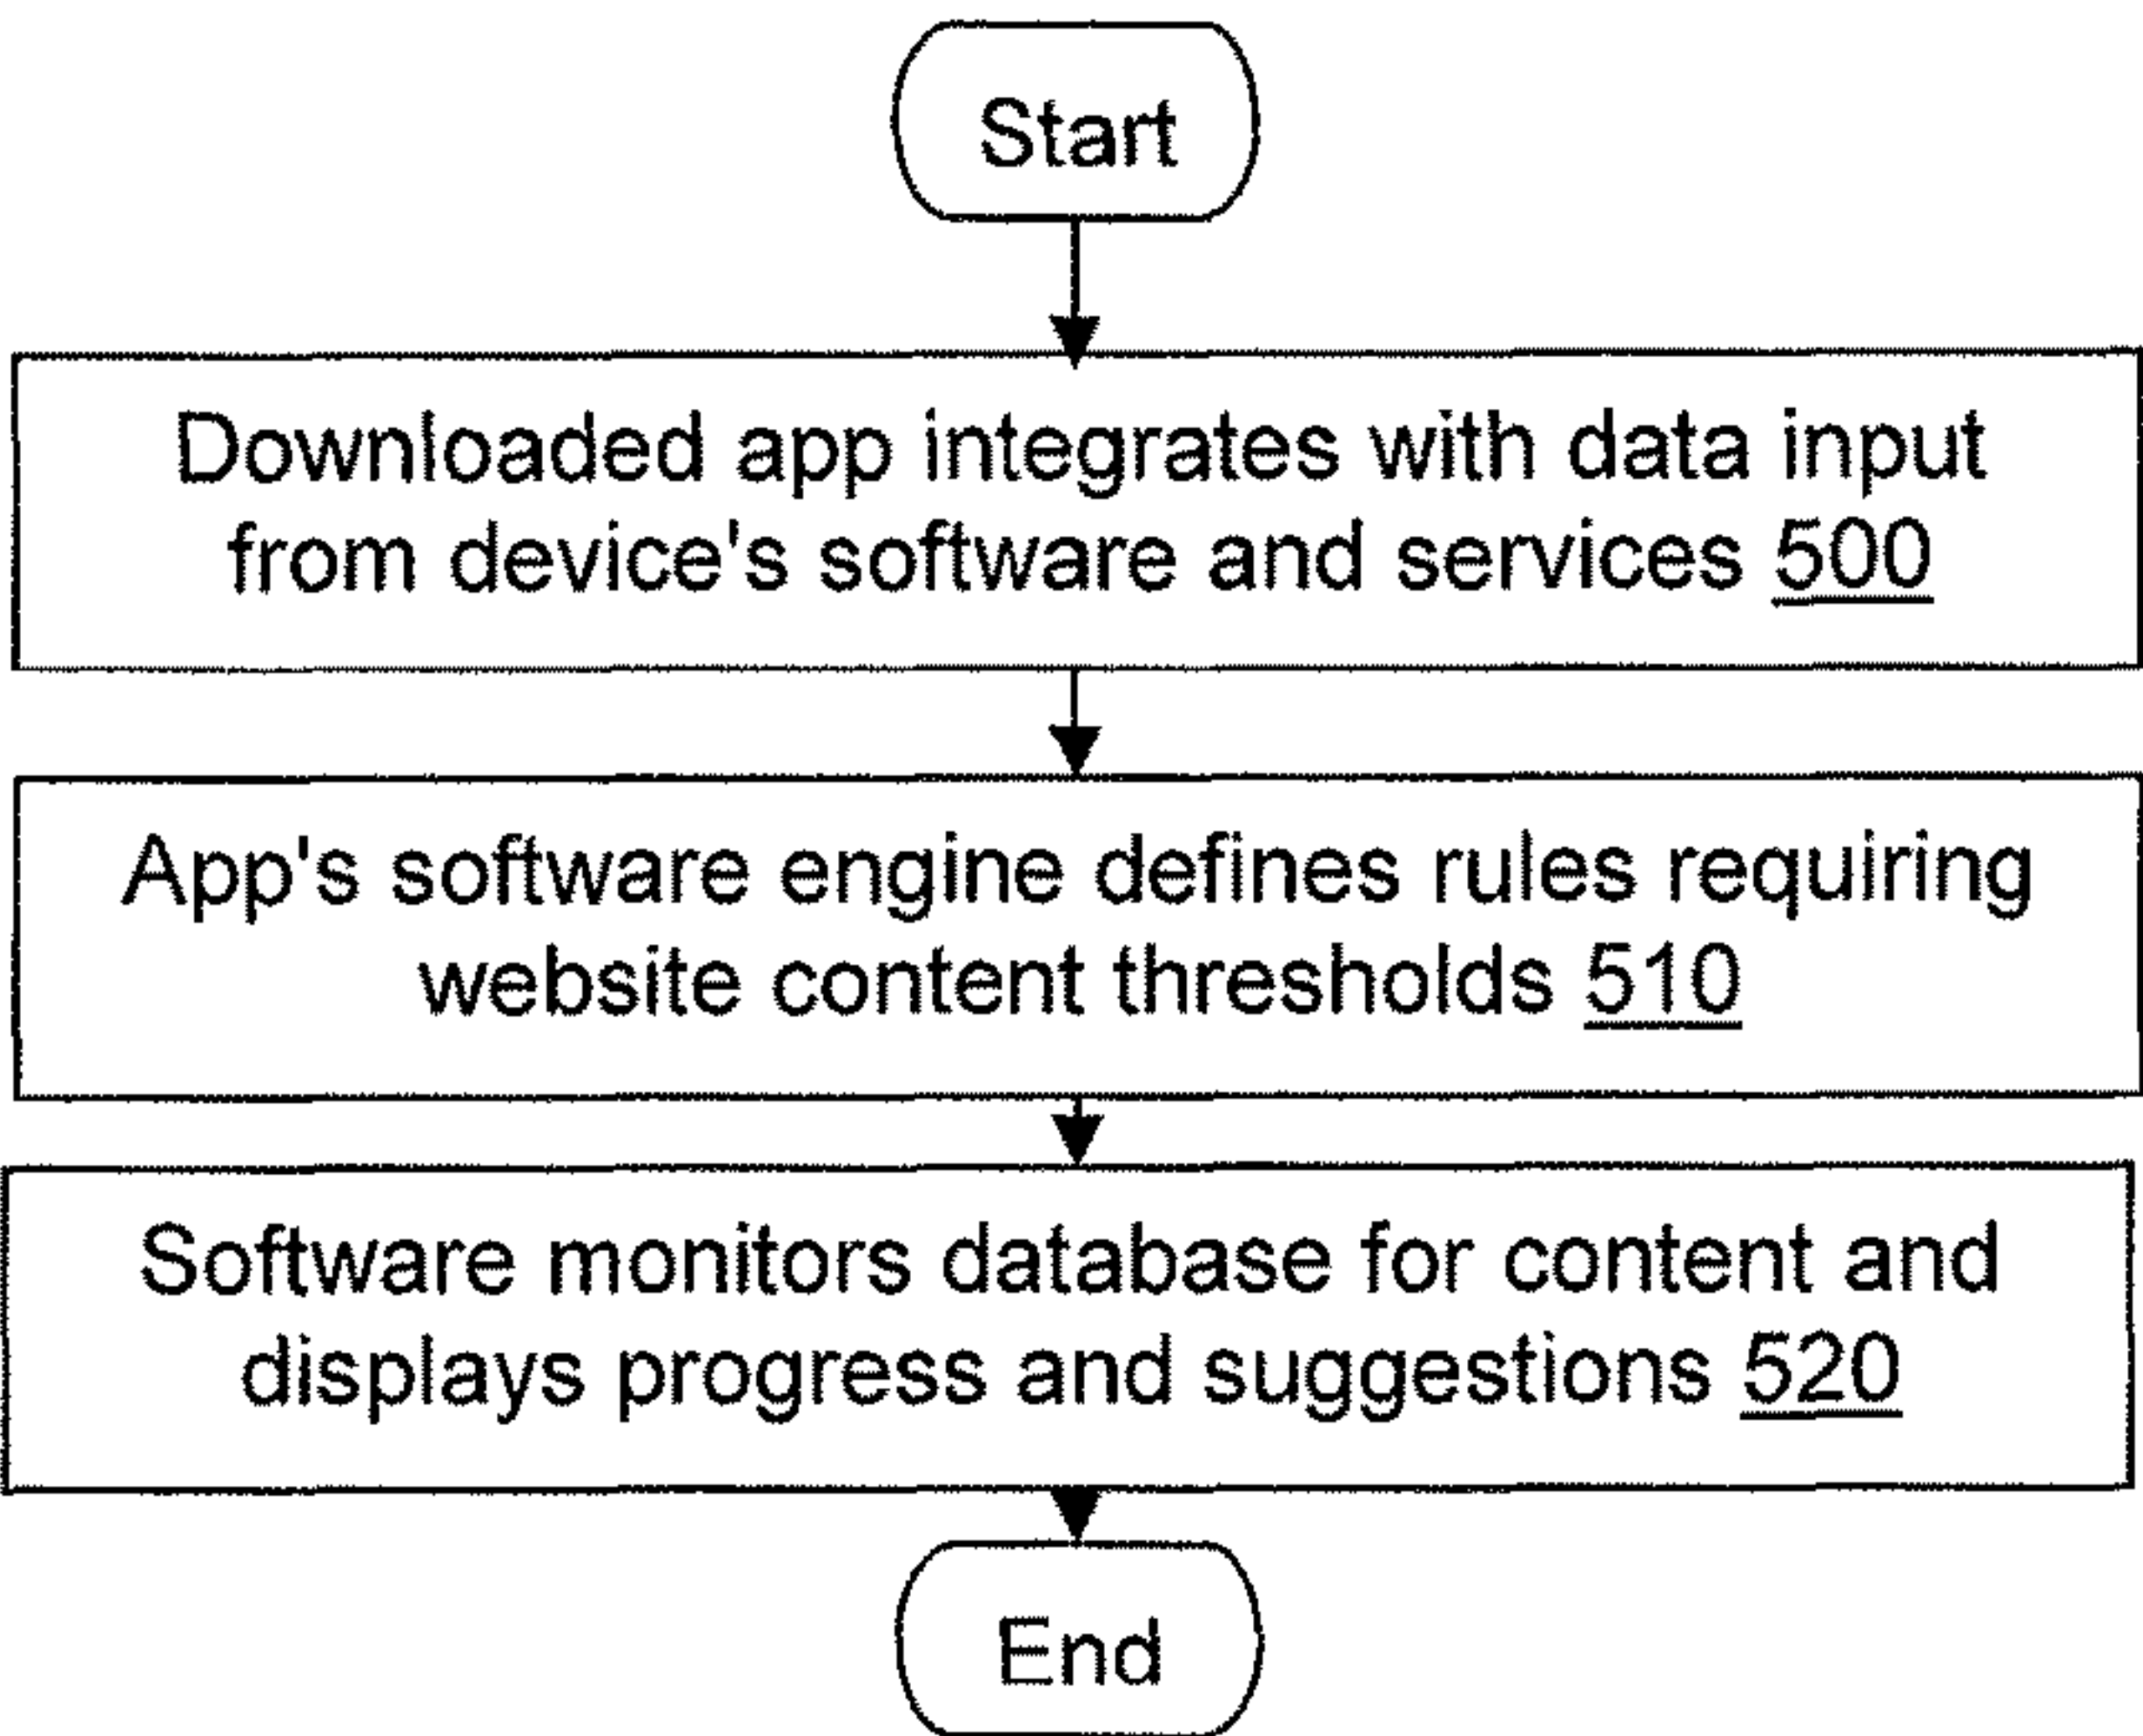 Start
Downloaded app integrates with data input
from device's software and services 500
App's software engine defines rules requiring
website content thresholds 510
Software monitors database for content and
displays progress and suggestions 520
End